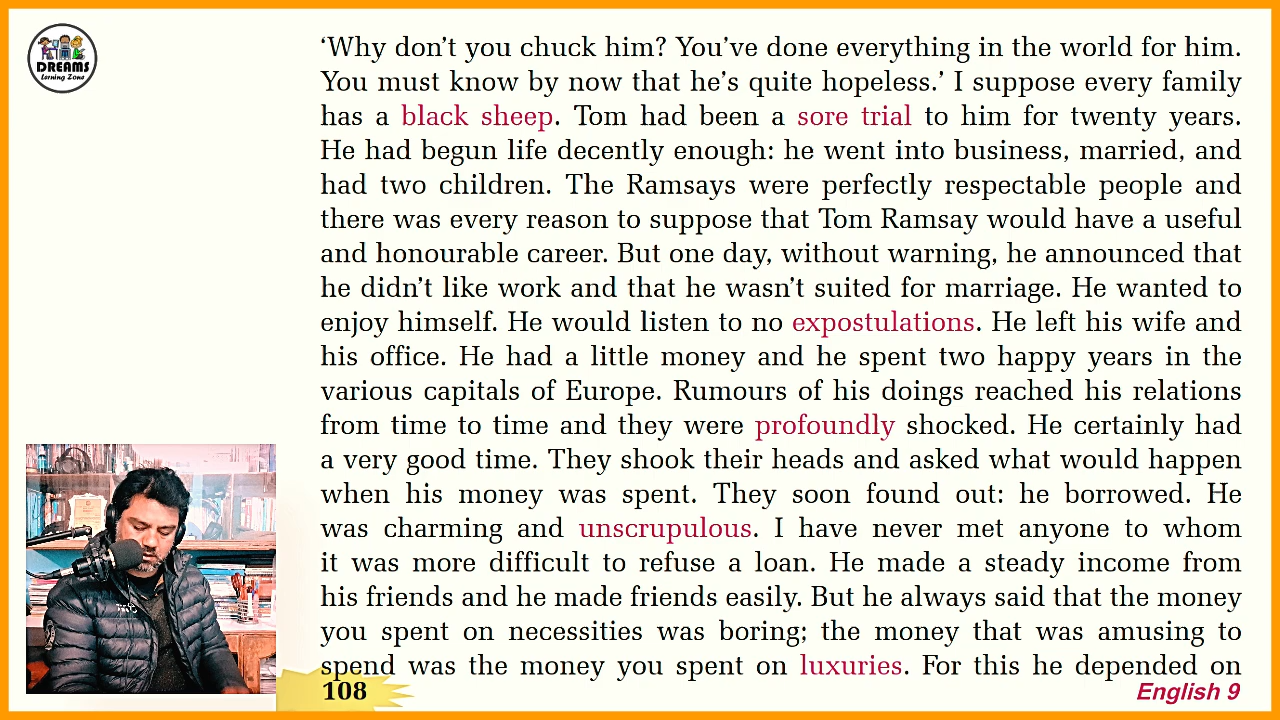 DREAMS
Lerning Zone
‘Why don’t you chuck him? You’ve done everything in the world for him.
You must know by now that he’s quite hopeless.’ I suppose every family
has a black sheep. Tom had been a sore trial to him for twenty years.
He had begun life decently enough: he went into business, married, and
had two children. The Ramsays were perfectly respectable people and
there was every reason to suppose that Tom Ramsay would have a useful
and honourable career. But one day, without warning, he announced that
he didn’t like work and that he wasn’t suited for marriage. He wanted to
enjoy himself. He would listen to no expostulations. He left his wife and
his office. He had a little money and he spent two happy years in the
various capitals of Europe. Rumours of his doings reached his relations
from time to time and they were profoundly shocked. He certainly had
a very good time. They shook their heads and asked what would happen
when his money was spent. They soon found out: he borrowed. He
was charming and unscrupulous. I have never met anyone to whom
it was more difficult to refuse a loan. He made a steady income from
his friends and he made friends easily. But he always said that the money
you spent on necessities was boring; the money that was amusing to
spend was the money you spent on luxuries. For this he depended on
108
English 9